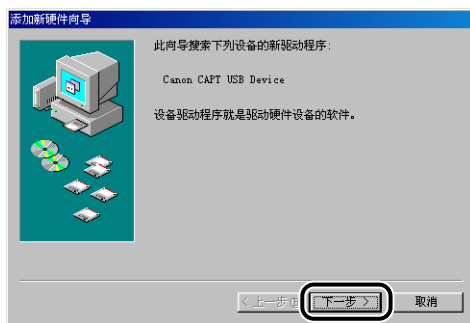 添加新硬件向导
此向导搜索下列设备的新驱动程序:
Canon CAPT USB Device
设备驱动程序就是驱动硬件设备的软件。
< 上一步 下一步 > 取消